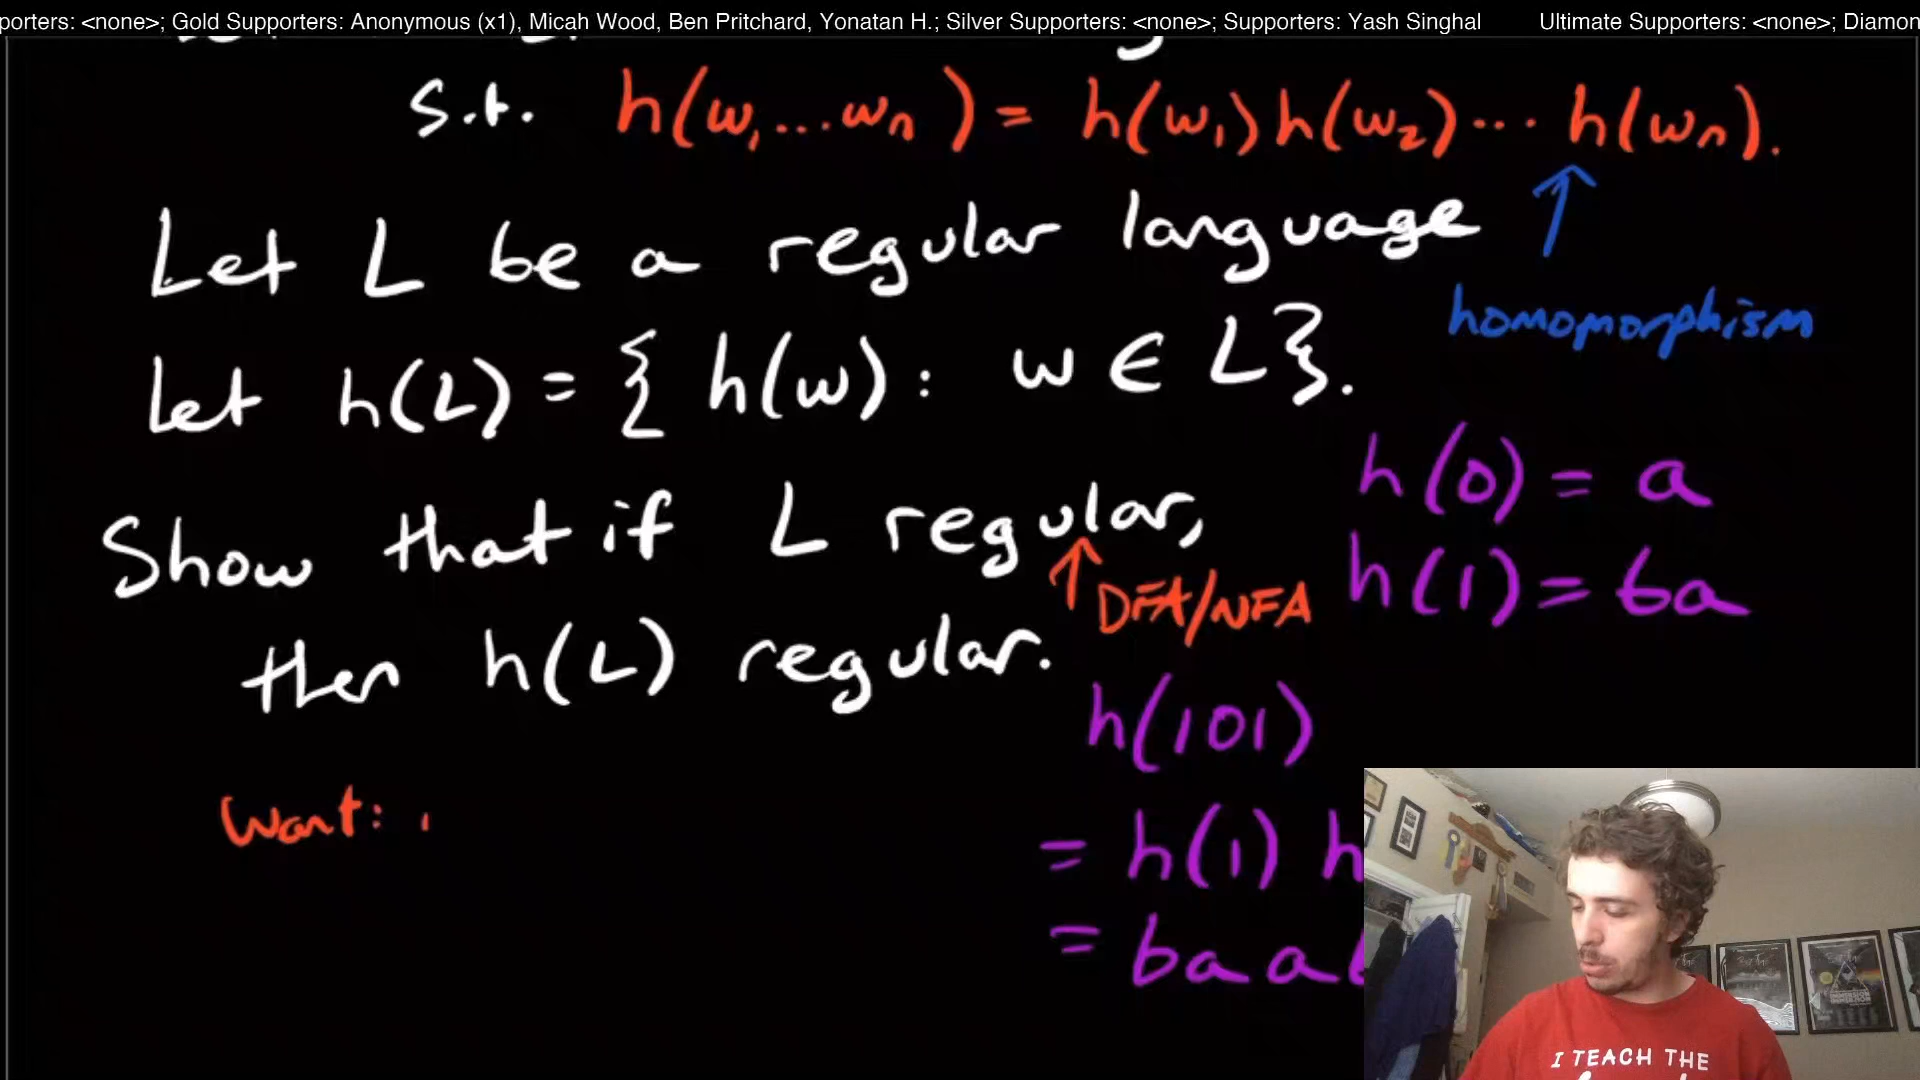 porters: <none>; Gold Supporters: Anonymous (x1), Micah Wood, Ben Pritchard, Yonatan H.; Silver Supporters: <none>; Supporters: Yash Singhal Ultimate Supporters: <none>; Diamon
s.t. h(w₁...wₙ) = h(w₁)h(w₂)... h(wₙ).
Let L be a regular language
homomorphism
Let h(L) = { h(w) : w ∈ L }.
h(0) = a
Show that if L regular,
DFA/NFA
h(1) = ba
then h(L) regular.
h(101)
Want:
= h(1) h
= baab
I TEACH THE